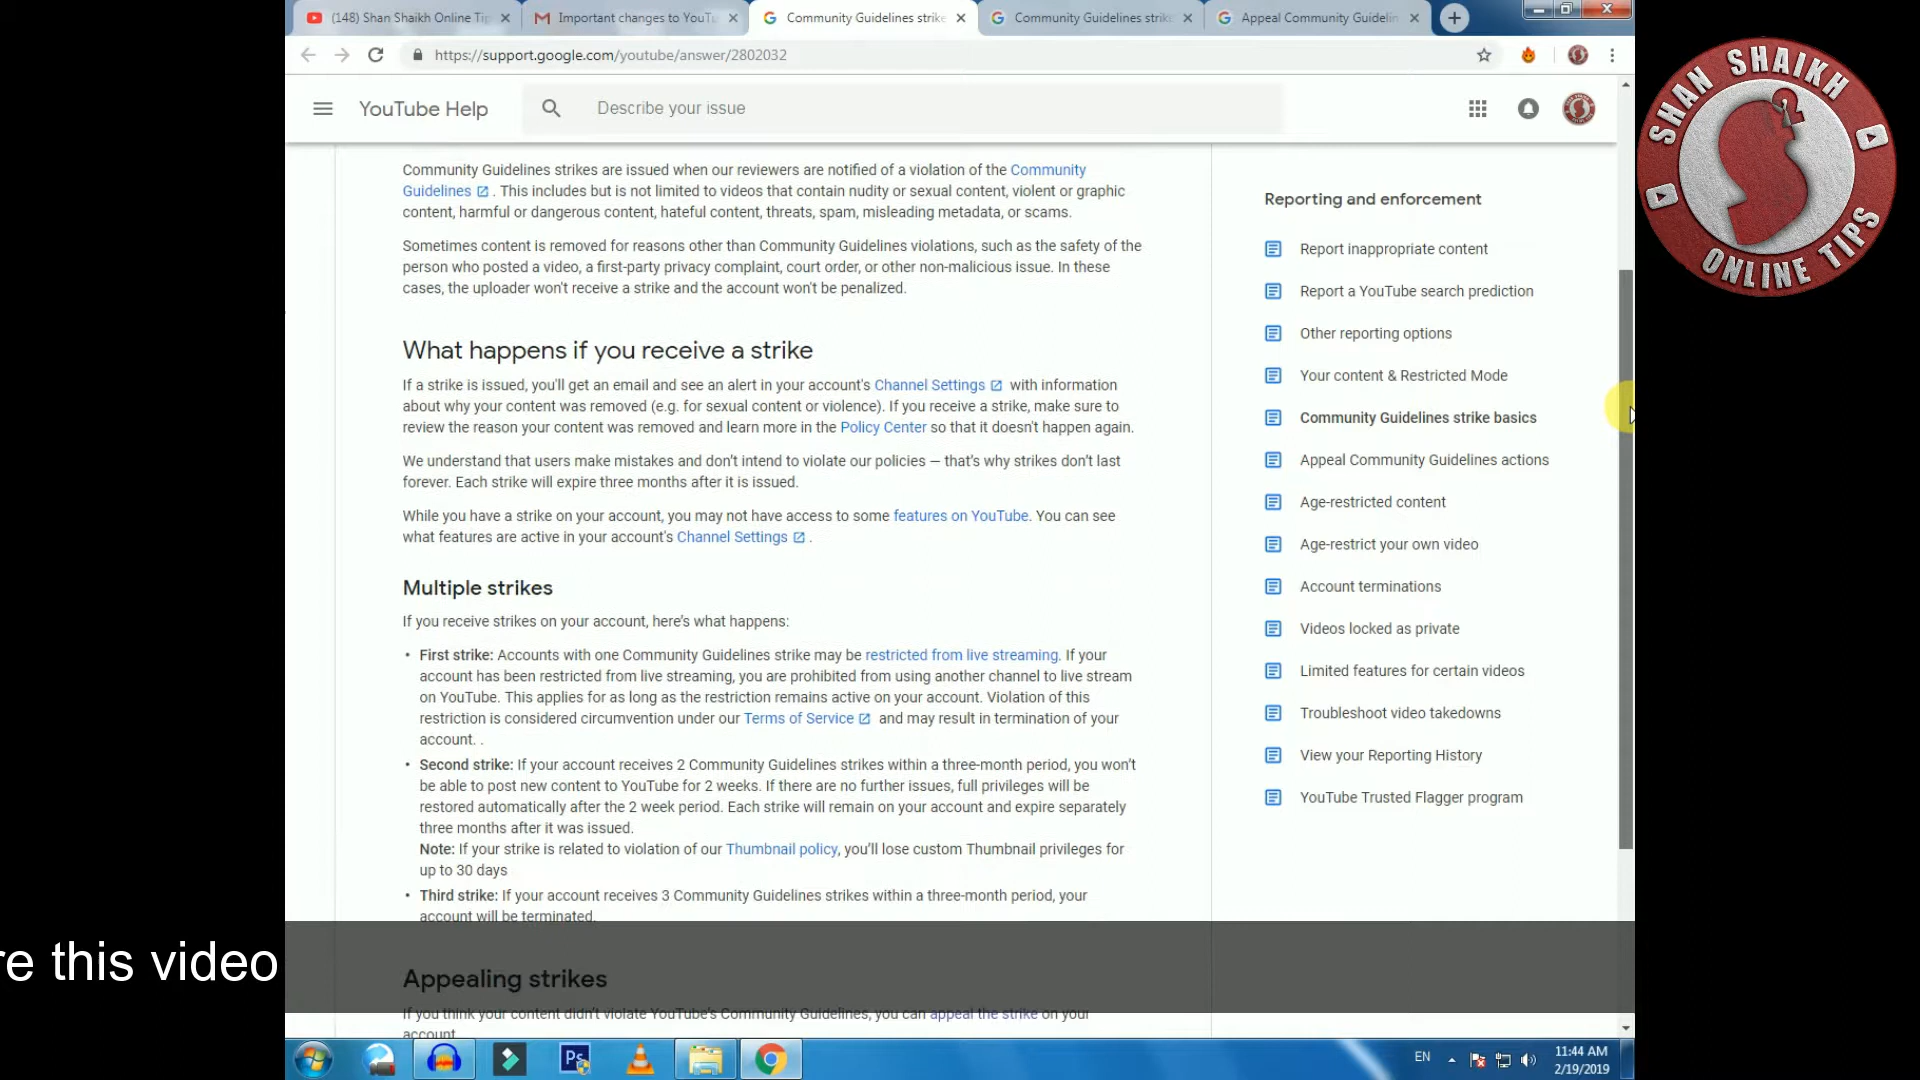 (148) Shan Shaikh Online Tip
Important changes to YouTu
Community Guidelines strike
Community Guidelines strik
Appeal Community Guidelin
https://support.google.com/youtube/answer/2802032
YouTube Help
Describe your issue
SHAN SHAIKH
ONLINE TIPS
Community Guidelines strikes are issued when our reviewers are notified of a violation of the Community
Guidelines . This includes but is not limited to videos that contain nudity or sexual content, violent or graphic
content, harmful or dangerous content, hateful content, threats, spam, misleading metadata, or scams.
Sometimes content is removed for reasons other than Community Guidelines violations, such as the safety of the
person who posted a video, a first-party privacy complaint, court order, or other non-malicious issue. In these
cases, the uploader won't receive a strike and the account won't be penalized.
What happens if you receive a strike
If a strike is issued, you'll get an email and see an alert in your account's Channel Settings with information
about why your content was removed (e.g. for sexual content or violence). If you receive a strike, make sure to
review the reason your content was removed and learn more in the Policy Center so that it doesn't happen again.
We understand that users make mistakes and don't intend to violate our policies — that's why strikes don't last
forever. Each strike will expire three months after it is issued.
While you have a strike on your account, you may not have access to some features on YouTube. You can see
what features are active in your account's Channel Settings .
Multiple strikes
If you receive strikes on your account, here's what happens:
• First strike: Accounts with one Community Guidelines strike may be restricted from live streaming. If your
account has been restricted from live streaming, you are prohibited from using another channel to live stream
on YouTube. This applies for as long as the restriction remains active on your account. Violation of this
restriction is considered circumvention under our Terms of Service and may result in termination of your
account. .
• Second strike: If your account receives 2 Community Guidelines strikes within a three-month period, you won't
be able to post new content to YouTube for 2 weeks. If there are no further issues, full privileges will be
restored automatically after the 2 week period. Each strike will remain on your account and expire separately
three months after it was issued.
Note: If your strike is related to violation of our Thumbnail policy, you'll lose custom Thumbnail privileges for
up to 30 days
• Third strike: If your account receives 3 Community Guidelines strikes within a three-month period, your
account will be terminated.
Appealing strikes
If you think your content didn't violate YouTube's Community Guidelines, you can appeal the strike on your
account.
Reporting and enforcement
Report inappropriate content
Report a YouTube search prediction
Other reporting options
Your content & Restricted Mode
Community Guidelines strike basics
Appeal Community Guidelines actions
Age-restricted content
Age-restrict your own video
Account terminations
Videos locked as private
Limited features for certain videos
Troubleshoot video takedowns
View your Reporting History
YouTube Trusted Flagger program
re this video
Ps
EN
11:44 AM
2/19/2019